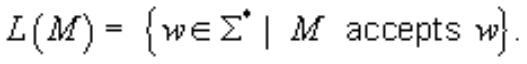 L(M) = {w ∈ Σ* | M accepts w}.